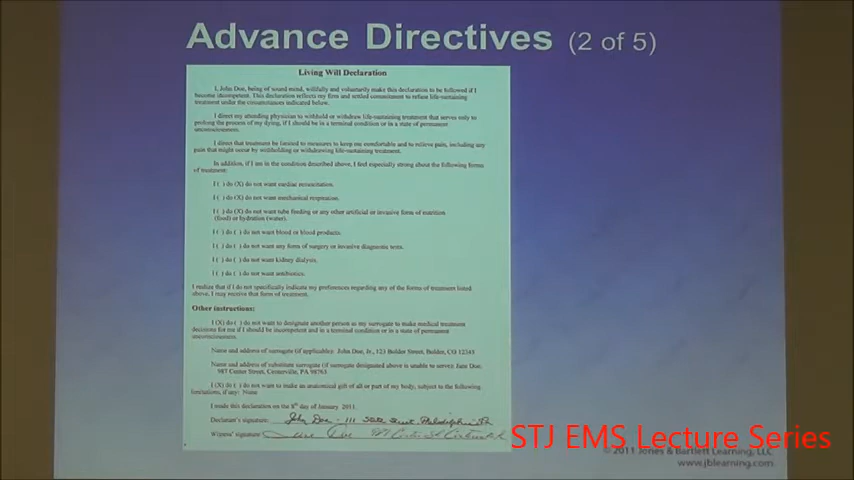 Advance Directives (2 of 5)
Living Will Declaration
I, John Doe, being of sound mind, willfully and voluntarily make this declaration to be followed if I
become incompetent. This declaration reflects my firm and settled commitment to refuse life-sustaining
treatment under the circumstances indicated below.
I direct my attending physician to withhold or withdraw life-sustaining treatment that serves only to
prolong the process of my dying, if I should be in a terminal condition or in a state of permanent
unconsciousness.
I direct that treatment be limited to measures to keep me comfortable and to relieve pain, including any
pain that might occur by withholding or withdrawing life-sustaining treatment.
In addition, if I am in the condition described above, I feel especially strong about the following forms
of treatment:
I ( ) do (X) do not want cardiac resuscitation.
I ( ) do (X) do not want mechanical respiration.
I ( ) do (X) do not want tube feeding or any other artificial or invasive form of nutrition
(food) or hydration (water).
I ( ) do ( ) do not want blood or blood products.
I ( ) do ( ) do not want any form of surgery or invasive diagnostic tests.
I ( ) do ( ) do not want kidney dialysis.
I ( ) do ( ) do not want antibiotics.
I realize that if I do not specifically indicate my preferences regarding any of the forms of treatment listed
above, I may receive that form of treatment.
Other instructions:
I (X) do ( ) do not want to designate another person as my surrogate to make medical treatment
decisions for me if I should be incompetent and in a terminal condition or in a state of permanent
unconsciousness.
Name and address of surrogate (if applicable): John Doe, Jr., 123 Bolder Street, Bolder, CO 12345
Name and address of substitute surrogate (if surrogate designated above is unable to serve): Jane Doe,
987 Center Street, Centerville, PA 98763
I (X) do ( ) do not want to make an anatomical gift of all or part of my body, subject to the following
limitations, if any: None
I made this declaration on the 8th day of January 2011.
Declarant's signature: John Doe 111 State Street, Philadelphia PA
Witness' signature: Jane Doe
STJ EMS Lecture Series
© 2011 Jones & Bartlett Learning, LLC
www.jblearning.com